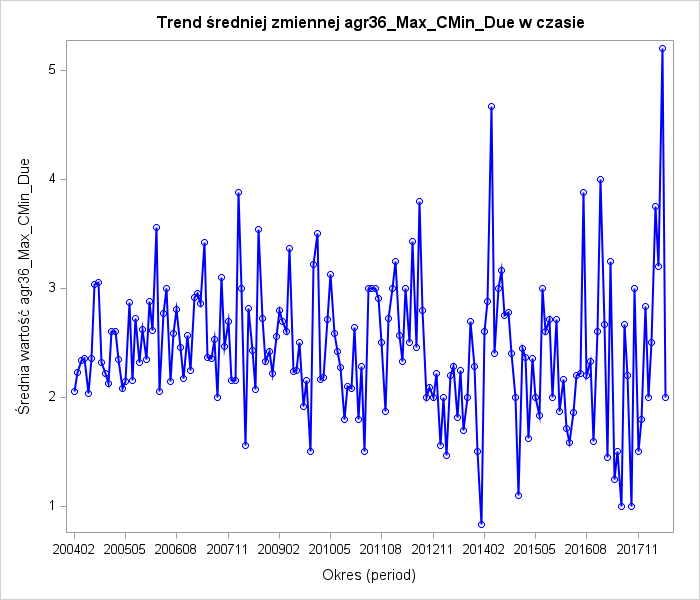 Trend średniej zmiennej agr36_Max_CMin_Due w czasie
Średnia wartość agr36_Max_CMin_Due
5
4
3
2
1
200402 200505 200608 200711 200902 201005 201108 201211 201402 201505 201608 201711
Okres (period)